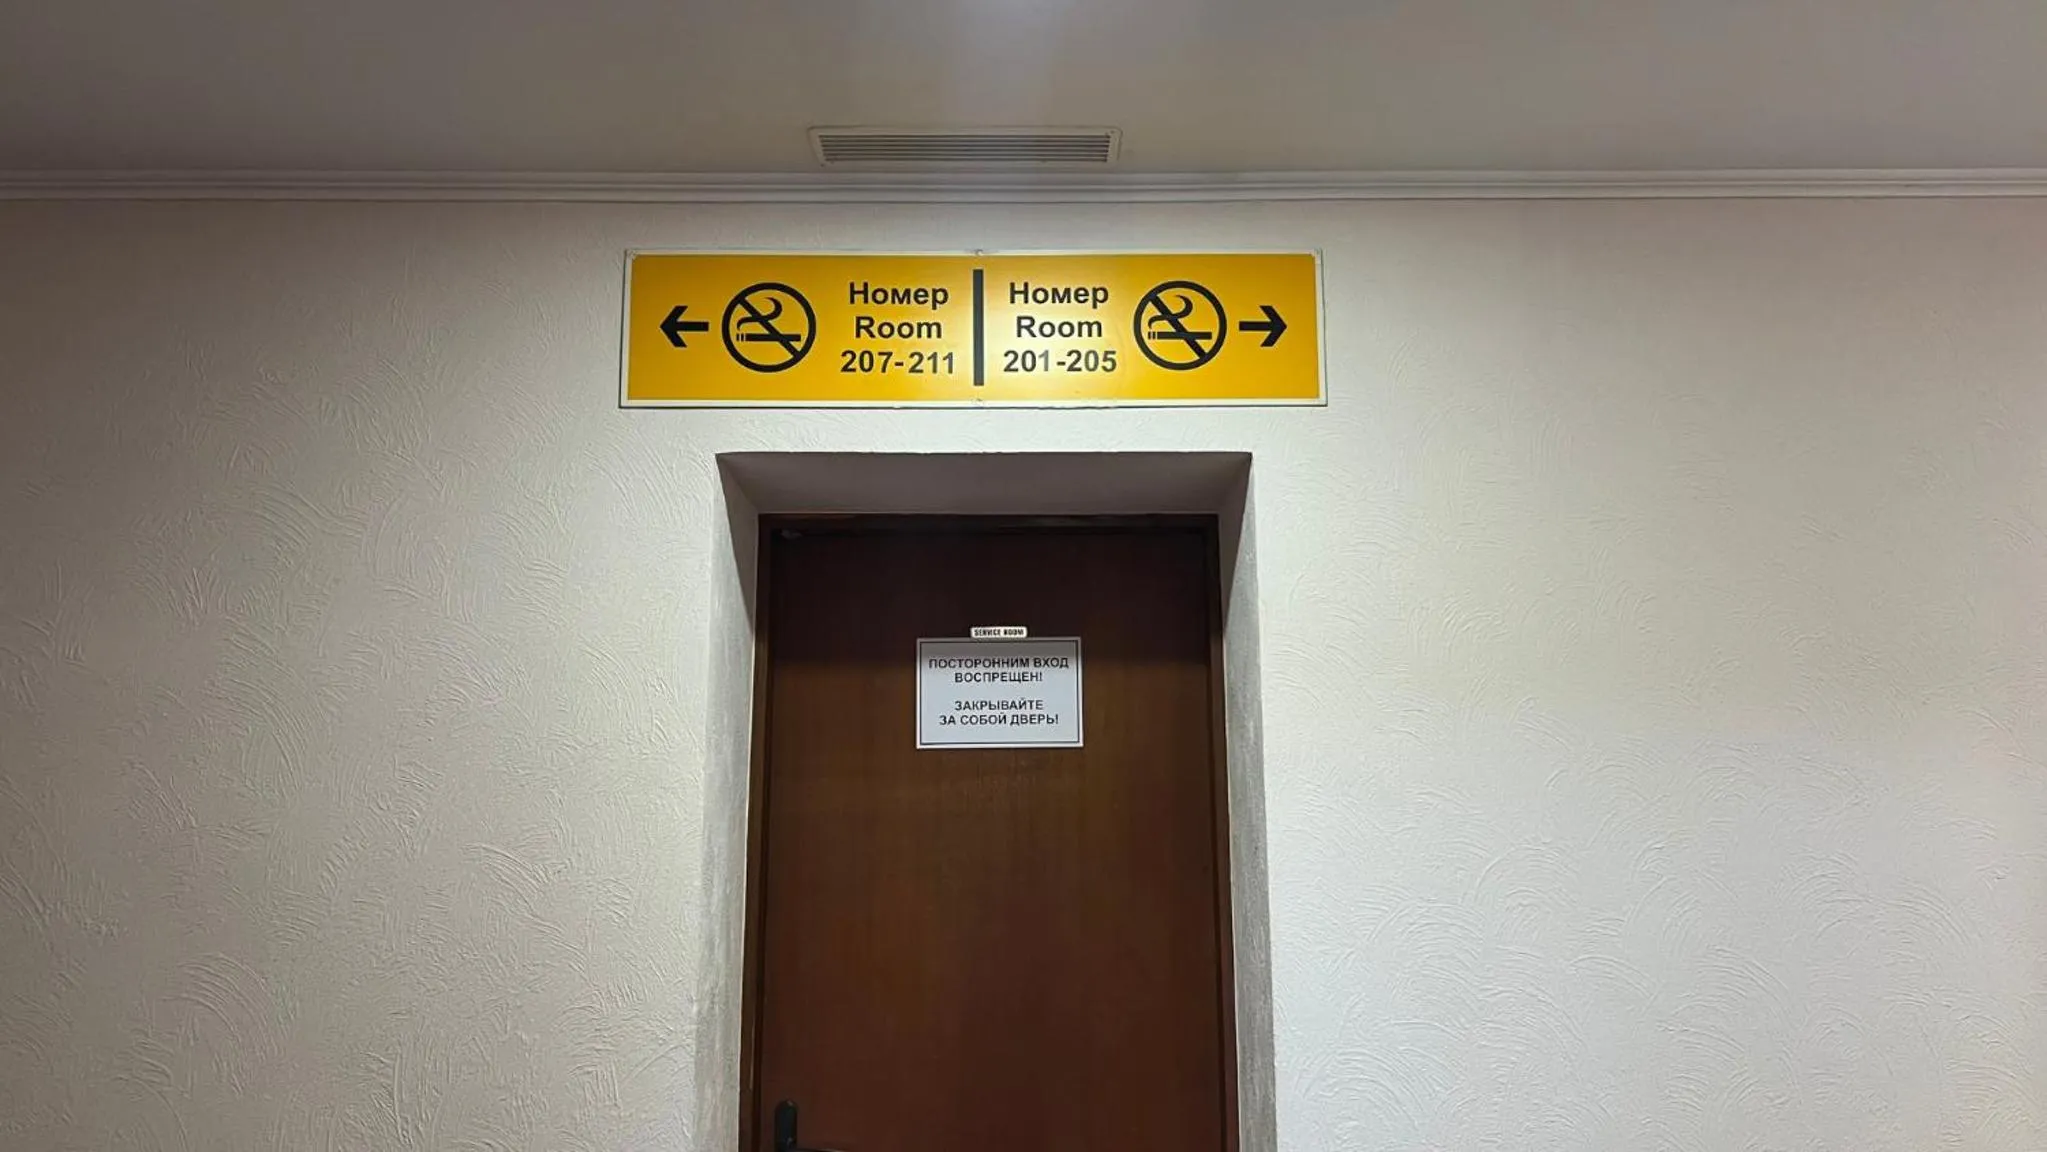 Номер
Room
207-211
Номер
Room
201-205
SERVICE ROOM
ПОСТОРОННИМ ВХОД
ВОСПРЕЩЕН!
ЗАКРЫВАЙТЕ
ЗА СОБОЙ ДВЕРЬ!